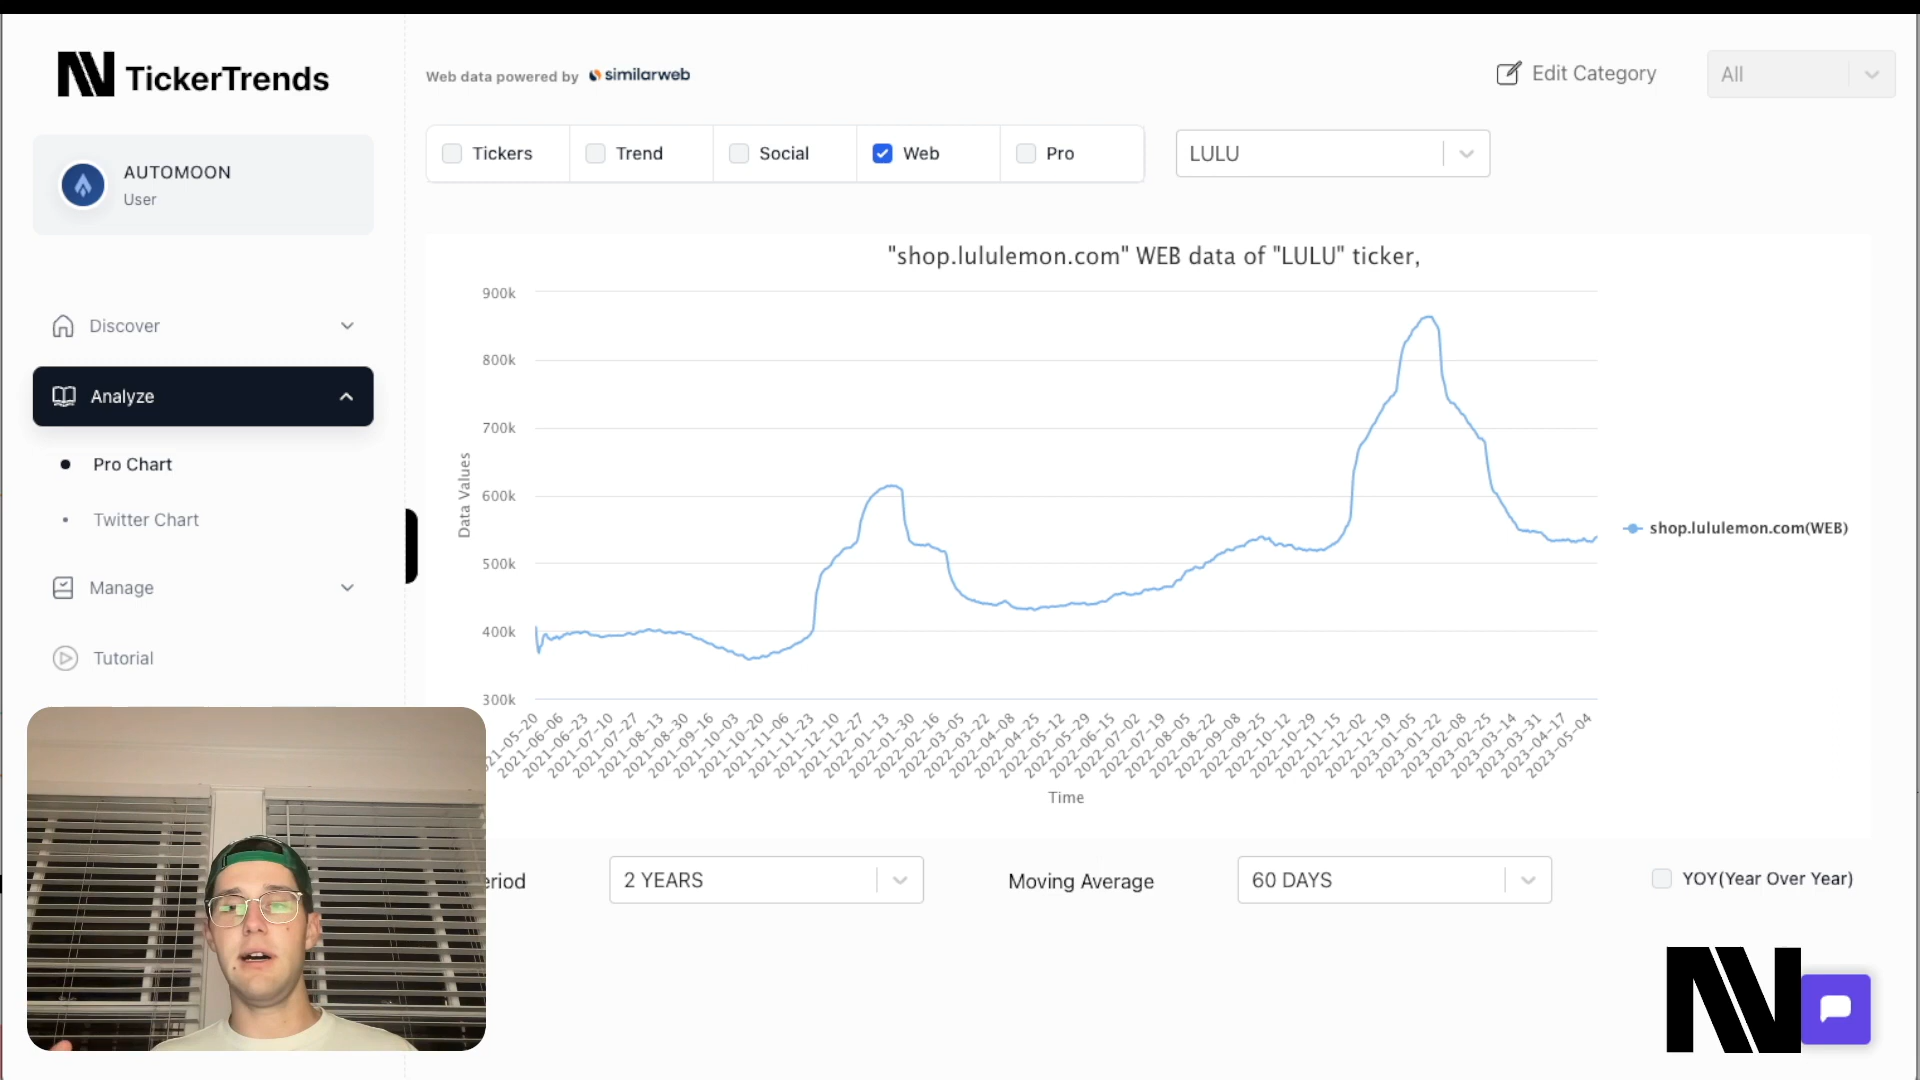 TickerTrends
Web data powered by similarweb
Edit Category
All
AUTOMOON
User
Tickers
Trend
Social
Web
Pro
LULU
Discover
Analyze
Pro Chart
Twitter Chart
Manage
Tutorial
"shop.lululemon.com" WEB data of "LULU" ticker,
900k
800k
700k
600k
500k
400k
300k
Data Values
shop.lululemon.com(WEB)
21-05-20
2021-06-06
2021-06-23
2021-07-10
2021-07-27
2021-08-13
2021-08-30
2021-09-16
2021-10-03
2021-10-20
2021-11-06
2021-11-23
2021-12-10
2021-12-27
2022-01-13
2022-01-30
2022-02-16
2022-03-05
2022-03-22
2022-04-08
2022-04-25
2022-05-12
2022-05-29
2022-06-15
2022-07-02
2022-07-19
2022-08-05
2022-08-22
2022-09-08
2022-09-25
2022-10-12
2022-10-29
2022-11-15
2022-12-02
2022-12-19
2023-01-05
2023-01-22
2023-02-08
2023-02-25
2023-03-14
2023-03-31
2023-04-17
2023-05-04
Time
eriod
2 YEARS
Moving Average
60 DAYS
YOY(Year Over Year)